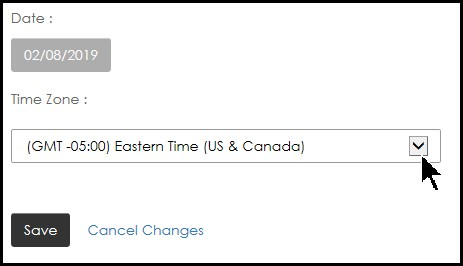 Date :
02/08/2019
Time Zone :
(GMT -05:00) Eastern Time (US & Canada)
Save Cancel Changes